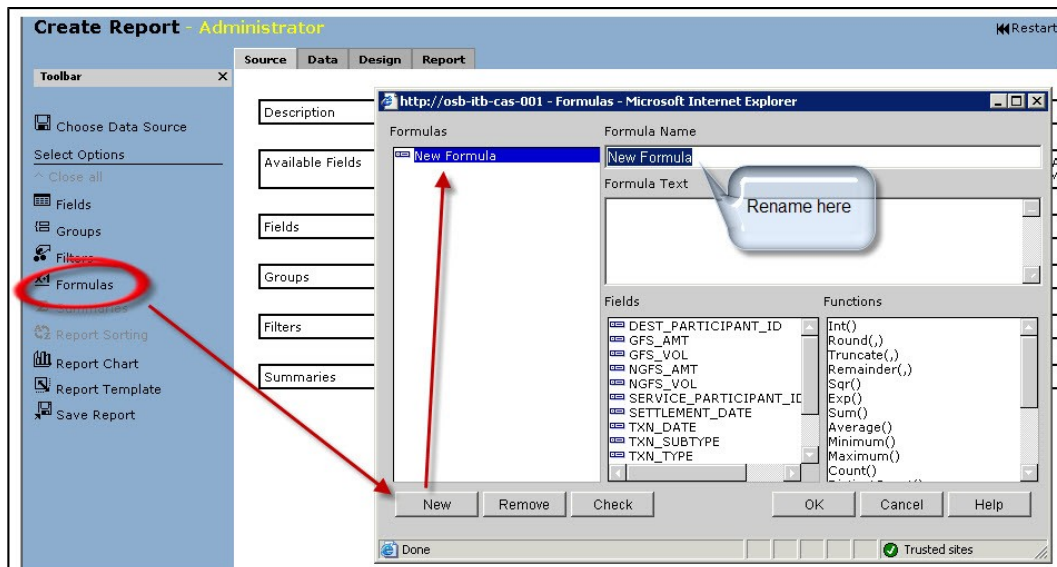 Create Report - Administrator
Restart
Source Data Design Report
Toolbar X
Choose Data Source
Select Options
Close all
Fields
Groups
Filters
Formulas
Summaries
Report Sorting
Report Chart
Report Template
Save Report
Description
Available Fields
Fields
Groups
Filters
Summaries
http://osb-itb-cas-001 - Formulas - Microsoft Internet Explorer
Formulas
New Formula
Formula Name
New Formula
Formula Text
Rename here
Fields
DEST_PARTICIPANT_ID
GFS_AMT
GFS_VOL
NGFS_AMT
NGFS_VOL
SERVICE_PARTICIPANT_ID
SETTLEMENT_DATE
TXN_DATE
TXN_SUBTYPE
TXN_TYPE
Functions
Int()
Round(,)
Truncate(,)
Remainder(,)
Sqr()
Exp()
Sum()
Average()
Minimum()
Maximum()
Count()
New Remove Check OK Cancel Help
Done
Trusted sites